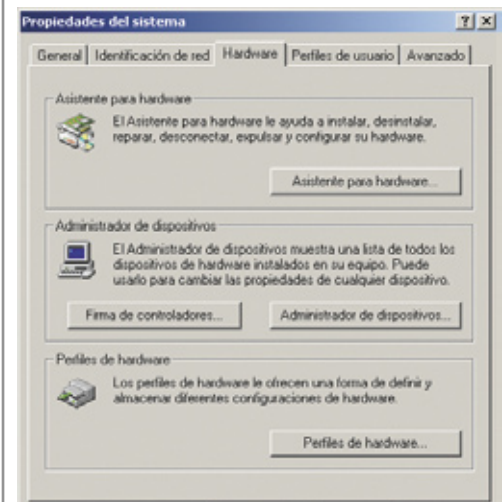 Propiedades del sistema
General Identificación de red Hardware Perfiles de usuario Avanzado
Asistente para hardware
El Asistente para hardware le ayuda a instalar, desinstalar,
reparar, desconectar, expulsar y configurar su hardware.
Asistente para hardware...
Administrador de dispositivos
El Administrador de dispositivos muestra una lista de todos los
dispositivos de hardware instalados en su equipo. Puede
usarlo para cambiar las propiedades de cualquier dispositivo.
Firma de controladores... Administrador de dispositivos...
Perfiles de hardware
Los perfiles de hardware le ofrecen una forma de definir y
almacenar diferentes configuraciones de hardware.
Perfiles de hardware...